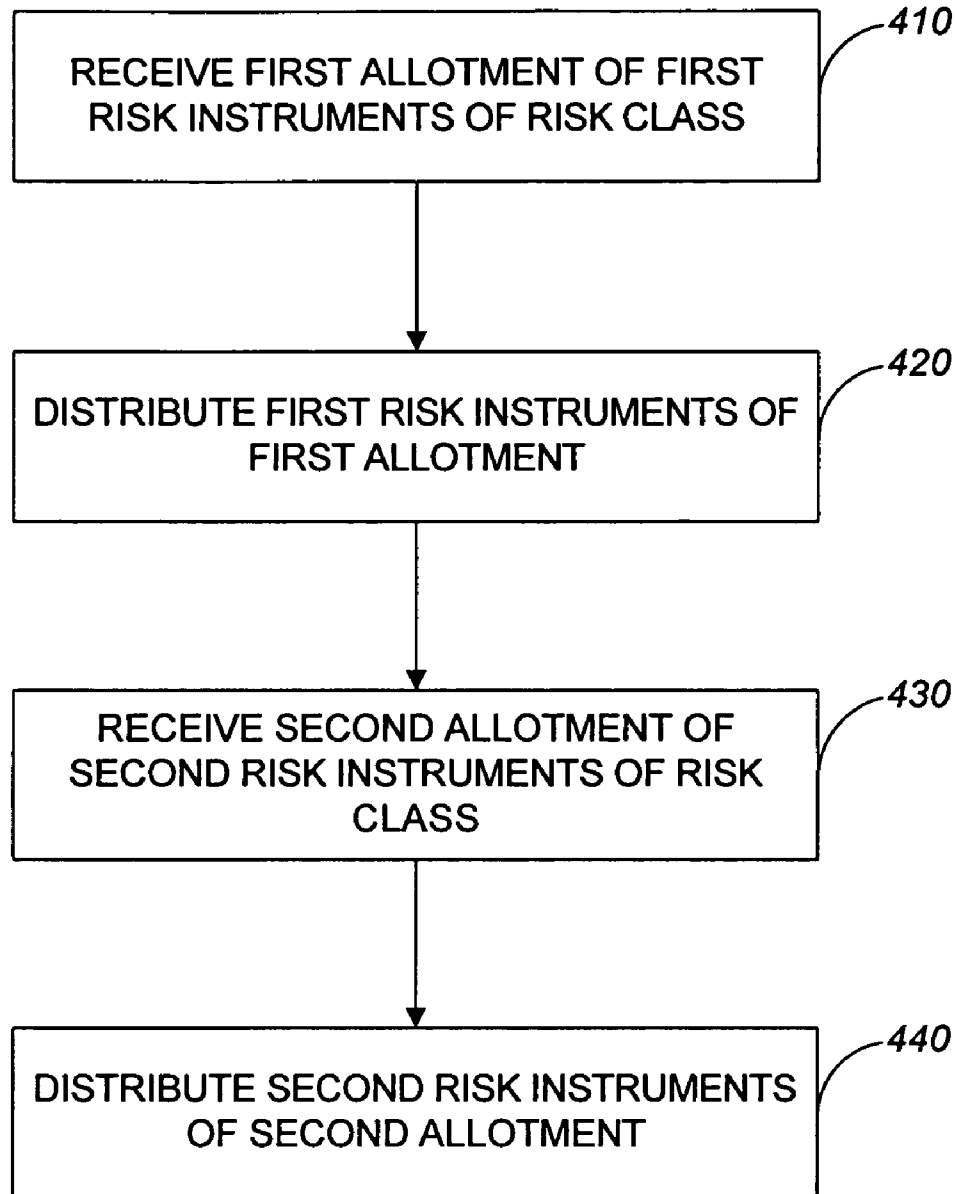 410
RECEIVE FIRST ALLOTMENT OF FIRST
RISK INSTRUMENTS OF RISK CLASS
420
DISTRIBUTE FIRST RISK INSTRUMENTS OF
FIRST ALLOTMENT
430
RECEIVE SECOND ALLOTMENT OF
SECOND RISK INSTRUMENTS OF RISK
CLASS
440
DISTRIBUTE SECOND RISK INSTRUMENTS
OF SECOND ALLOTMENT